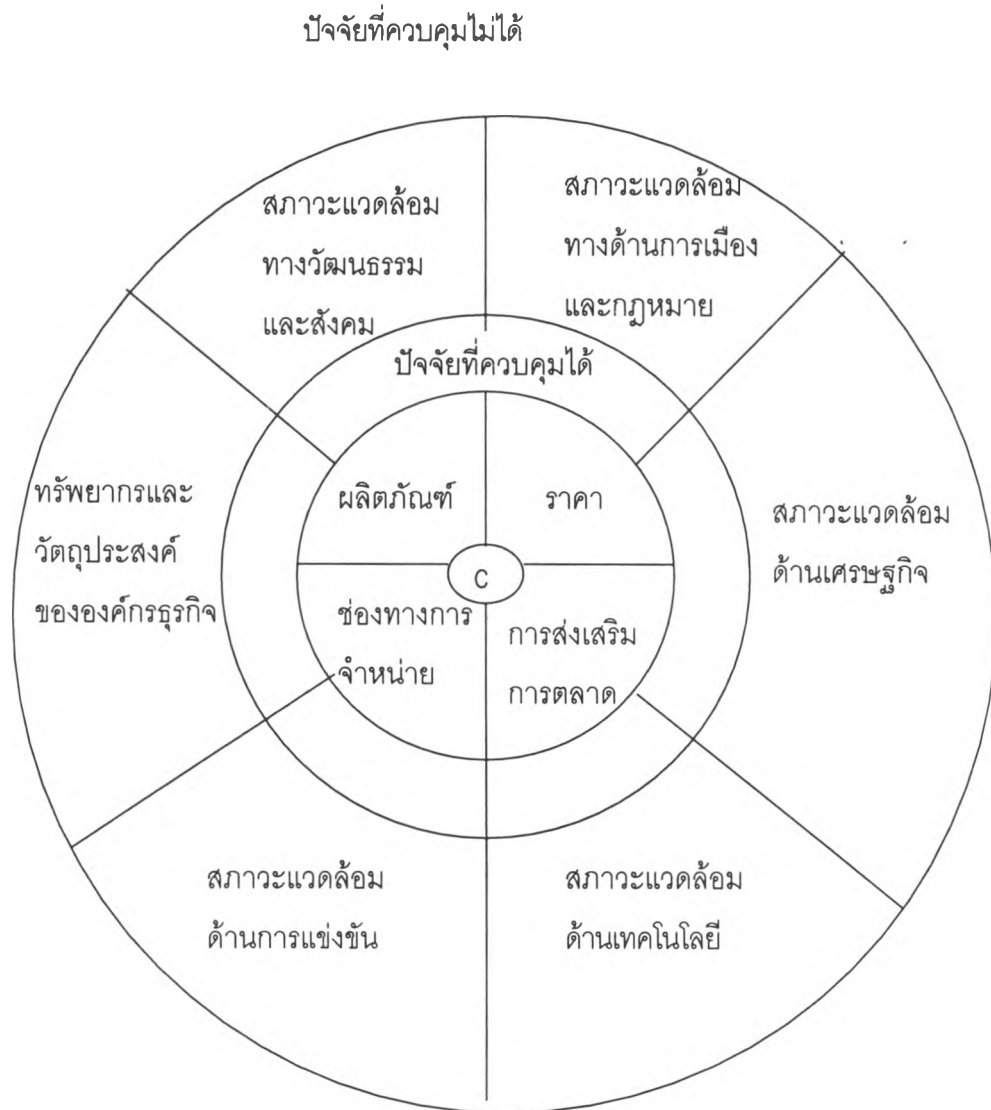 ปัจจัยที่ควบคุมไม่ได้
สภาวะแวดล้อม
ทางวัฒนธรรม
และสังคม
สภาวะแวดล้อม
ทางด้านการเมือง
และกฎหมาย
ปัจจัยที่ควบคุมได้
ทรัพยากรและ
วัตถุประสงค์
ขององค์กรธุรกิจ
ผลิตภัณฑ์
ราคา
สภาวะแวดล้อม
ด้านเศรษฐกิจ
C
ช่องทางการ
จำหน่าย
การส่งเสริม
การตลาด
สภาวะแวดล้อม
ด้านการแข่งขัน
สภาวะแวดล้อม
ด้านเทคโนโลยี